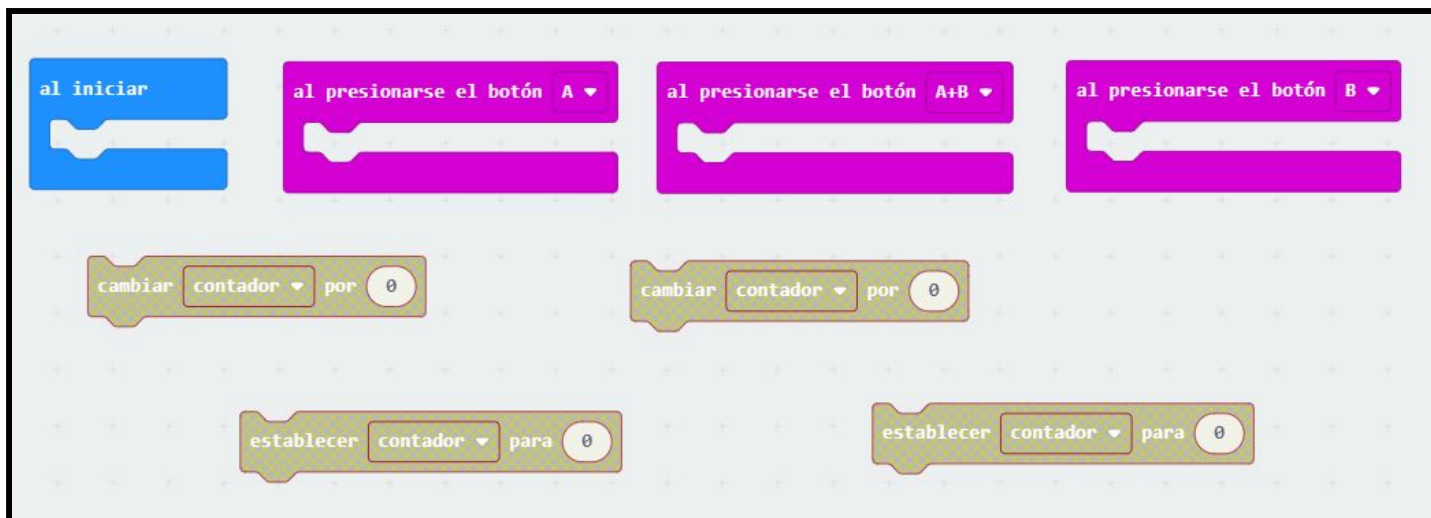 al iniciar
al presionarse el botón A
al presionarse el botón A+B
al presionarse el botón B
cambiar contador por 0
cambiar contador por 0
establecer contador para 0
establecer contador para 0